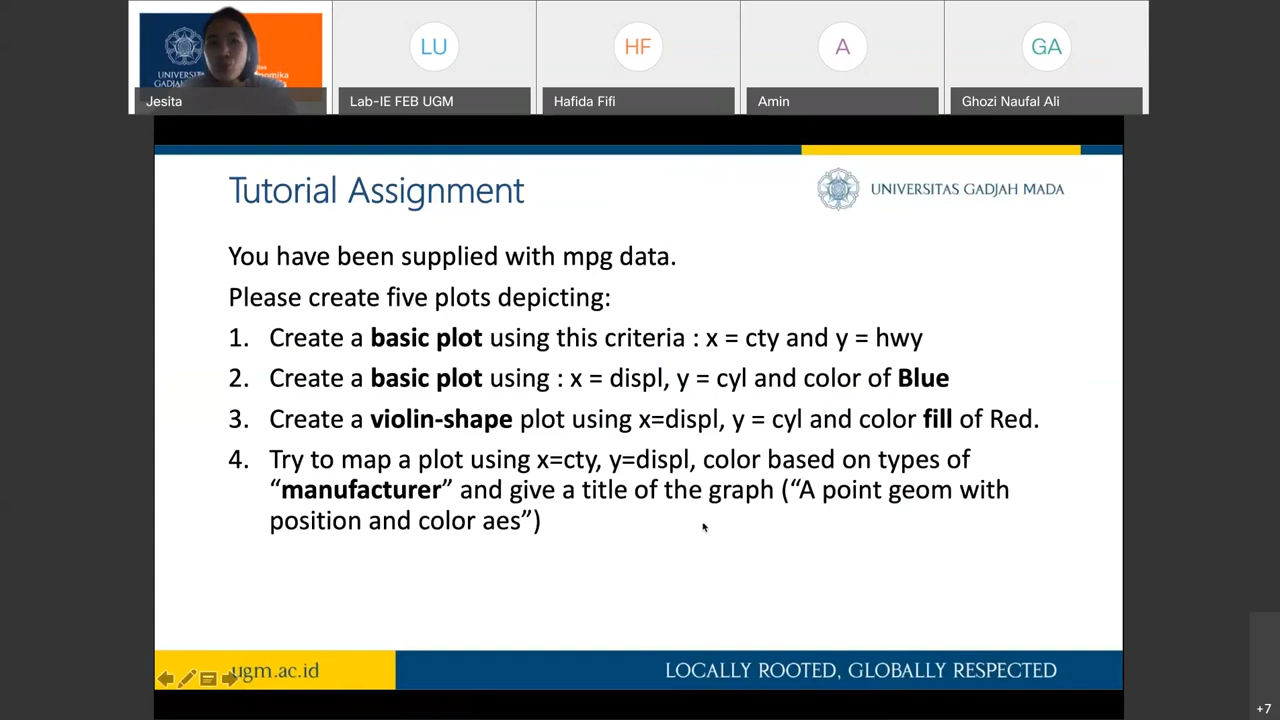 UNIVERSITAS
GADJAH
LU
HF
A
GA
Jesita
Lab-IE FEB UGM
Hafida Fifi
Amin
Ghozi Naufal Ali
Tutorial Assignment
UNIVERSITAS GADJAH MADA
You have been supplied with mpg data.
Please create five plots depicting:
1. Create a basic plot using this criteria : x = cty and y = hwy
2. Create a basic plot using : x = displ, y = cyl and color of Blue
3. Create a violin-shape plot using x=displ, y = cyl and color fill of Red.
4. Try to map a plot using x=cty, y=displ, color based on types of
“manufacturer” and give a title of the graph (“A point geom with
position and color aes”)
ugm.ac.id
LOCALLY ROOTED, GLOBALLY RESPECTED
+7